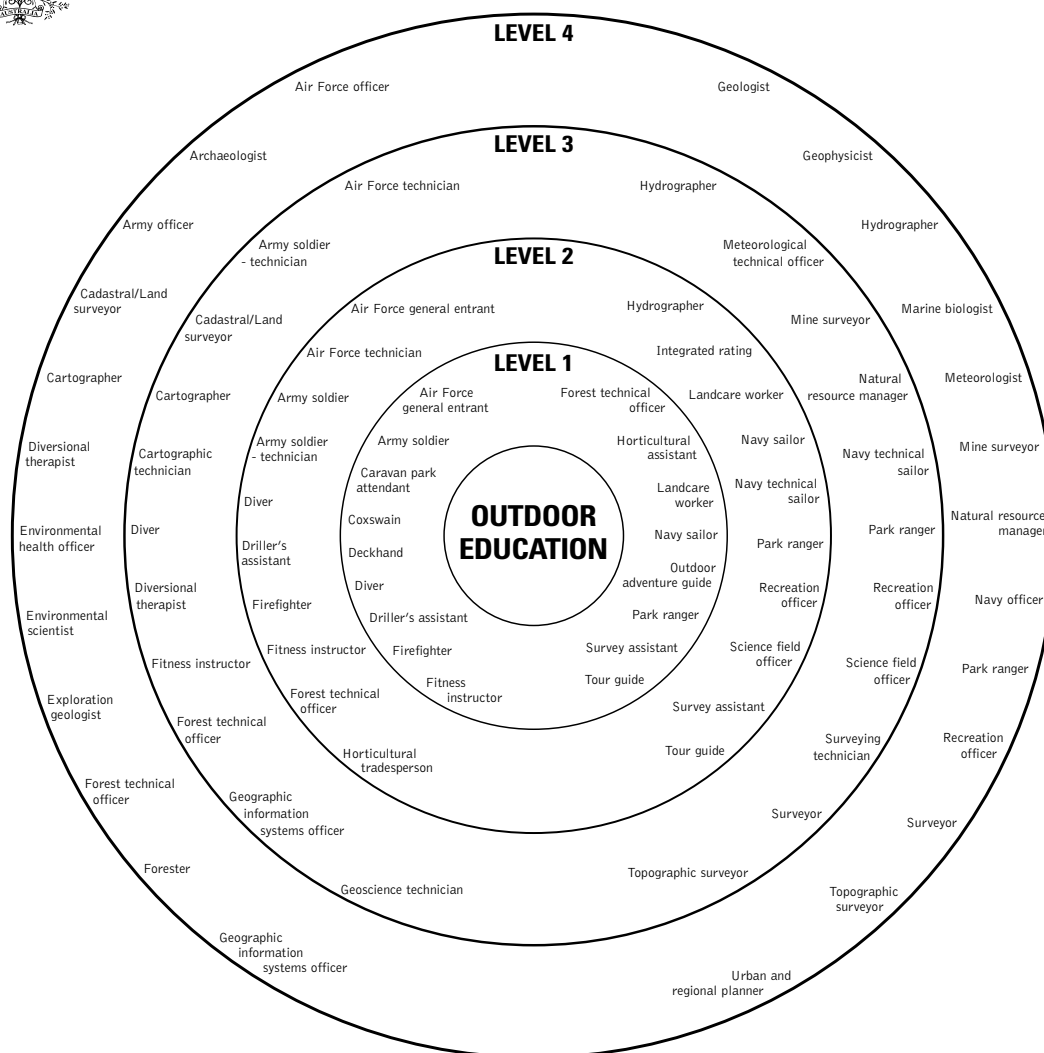 AUSTRALIA
LEVEL 4
Air Force officer
Archaeologist
Army officer
Cadastral/Land
surveyor
Cartographer
Diversional
therapist
Environmental
health officer
Environmental
scientist
Exploration
geologist
Forest technical
officer
Forester
Geographic
information
systems officer
Geologist
Geophysicist
Hydrographer
Marine biologist
Meteorologist
Mine surveyor
Natural resource
manager
Navy officer
Park ranger
Recreation
officer
Surveyor
Topographic
surveyor
Urban and
regional planner
LEVEL 3
Air Force technician
Army soldier
- technician
Cadastral/Land
surveyor
Cartographer
Cartographic
technician
Diver
Diversional
therapist
Fitness instructor
Forest technical
officer
Geographic
information
systems officer
Geoscience technician
Hydrographer
Meteorological
technical officer
Mine surveyor
Natural
resource manager
Navy technical
sailor
Park ranger
Recreation
officer
Science field
officer
Surveying
technician
Surveyor
Topographic surveyor
LEVEL 2
Air Force general entrant
Air Force technician
Army soldier
Army soldier
- technician
Diver
Driller's
assistant
Firefighter
Fitness instructor
Forest technical
officer
Horticultural
tradesperson
Hydrographer
Integrated rating
Landcare worker
Navy sailor
Navy technical
sailor
Park ranger
Recreation
officer
Science field
officer
Survey assistant
Tour guide
LEVEL 1
Air Force
general entrant
Army soldier
Caravan park
attendant
Coxswain
Deckhand
Diver
Driller's assistant
Firefighter
Fitness
instructor
Forest technical
officer
Horticultural
assistant
Landcare
worker
Navy sailor
Outdoor
adventure guide
Park ranger
Survey assistant
Tour guide
OUTDOOR
EDUCATION